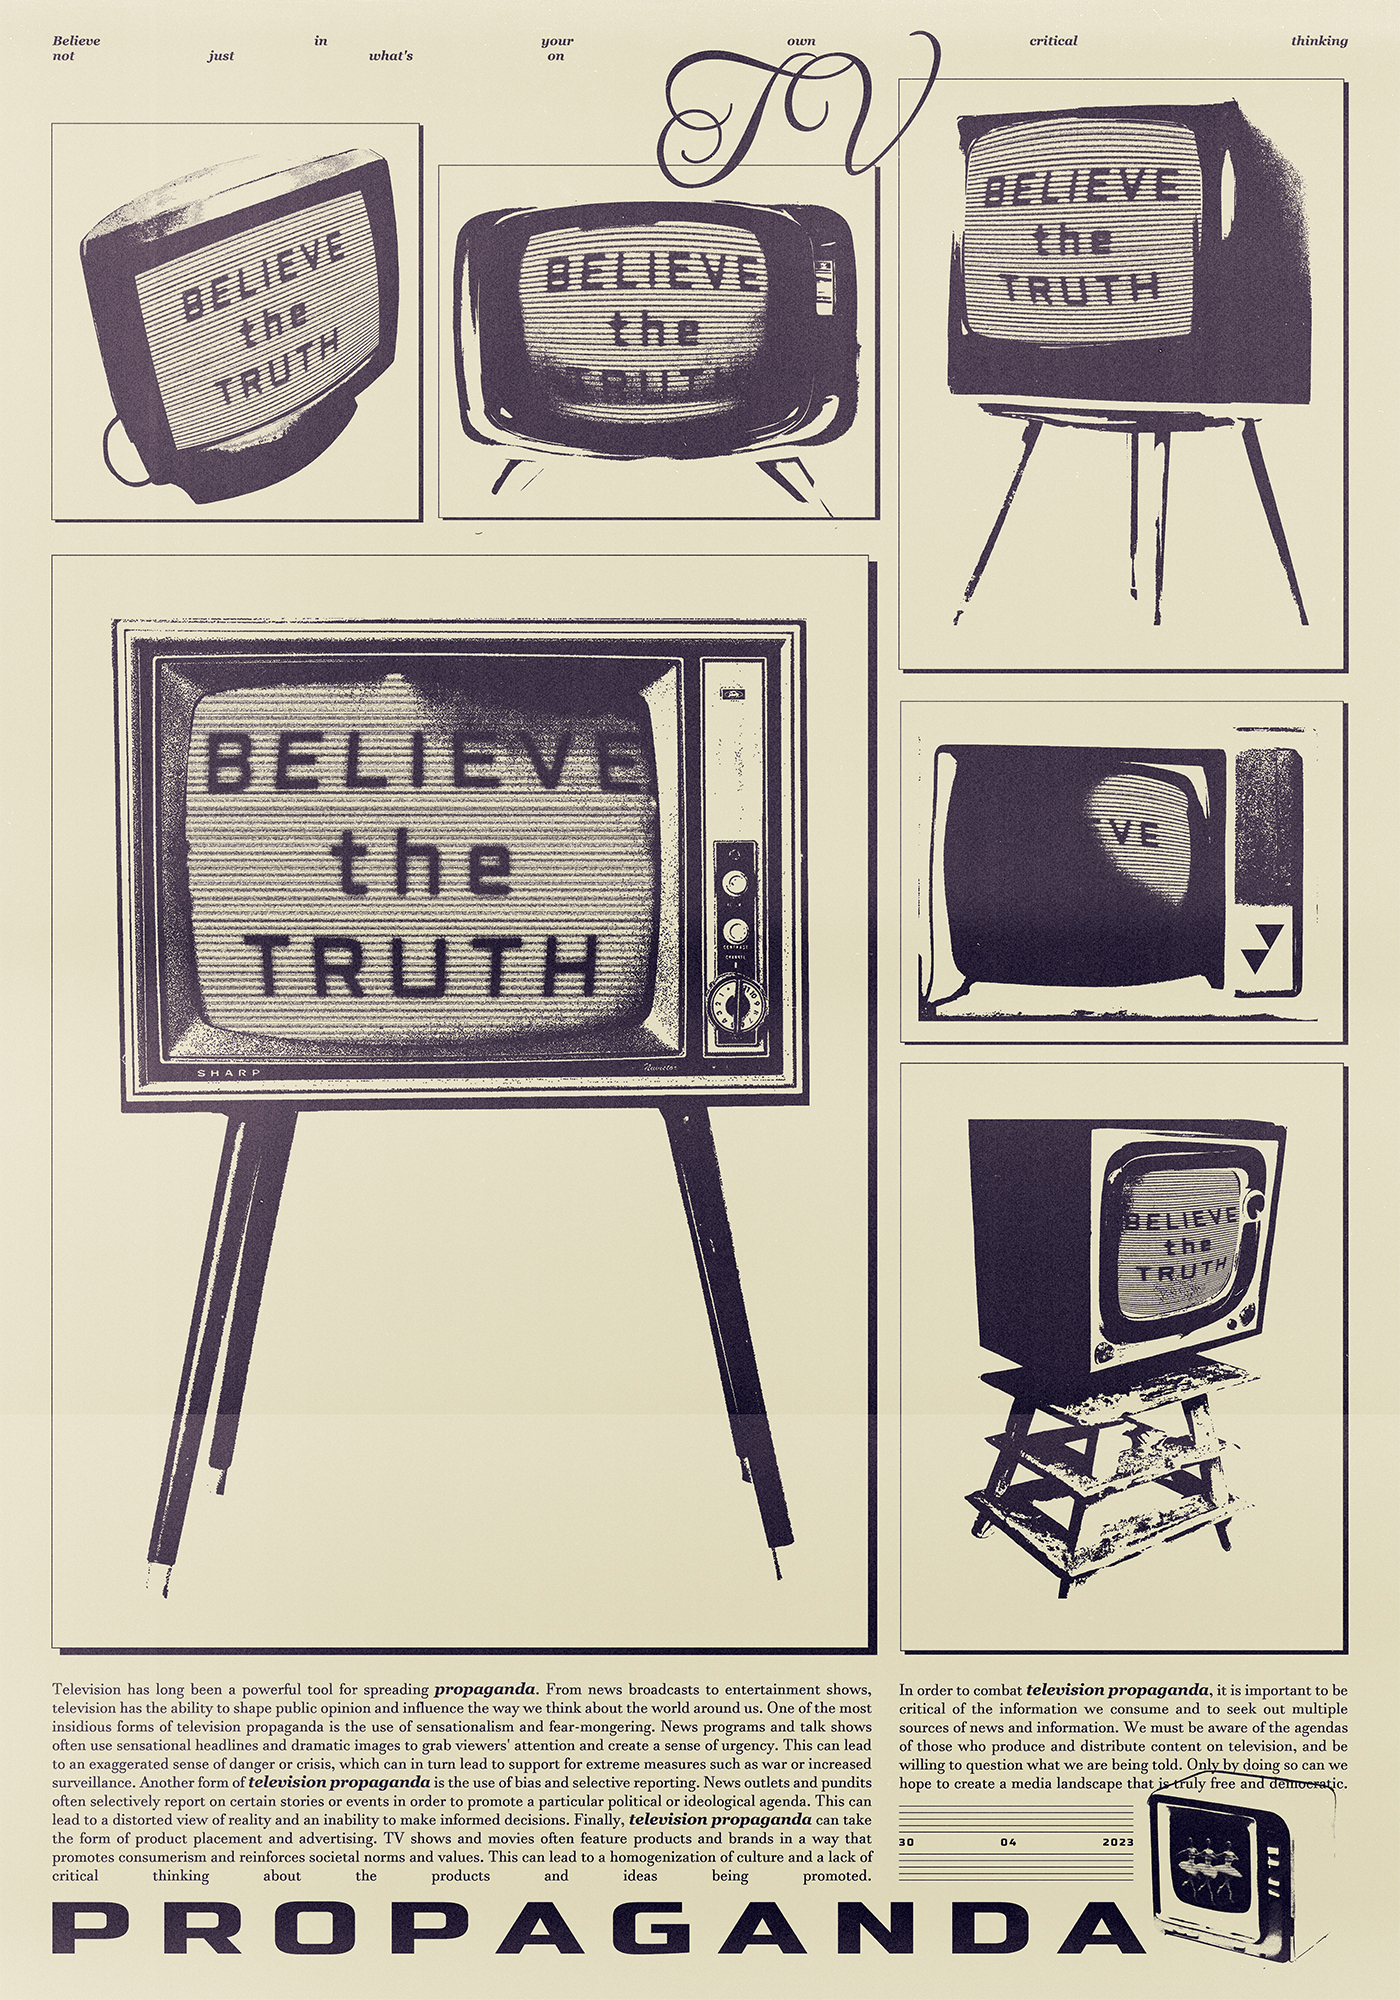 Believe in your own critical thinking
not just what's on
TV
BELIEVE
the
TRUTH
BELIEVE
the
TRUTH
BELIEVE
the
TRUTH
BELIEVE
the
TRUTH
SHARP
CONTRAST
CHANNEL
VE
BELIEVE
the
TRUTH
Television has long been a powerful tool for spreading propaganda. From news broadcasts to entertainment shows,
television has the ability to shape public opinion and influence the way we think about the world around us. One of the most
insidious forms of television propaganda is the use of sensationalism and fear-mongering. News programs and talk shows
often use sensational headlines and dramatic images to grab viewers' attention and create a sense of urgency. This can lead
to an exaggerated sense of danger or crisis, which can in turn lead to support for extreme measures such as war or increased
surveillance. Another form of television propaganda is the use of bias and selective reporting. News outlets and pundits
often selectively report on certain stories or events in order to promote a particular political or ideological agenda. This can
lead to a distorted view of reality and an inability to make informed decisions. Finally, television propaganda can take
the form of product placement and advertising. TV shows and movies often feature products and brands in a way that
promotes consumerism and reinforces societal norms and values. This can lead to a homogenization of culture and a lack of
critical thinking about the products and ideas being promoted.
In order to combat television propaganda, it is important to be
critical of the information we consume and to seek out multiple
sources of news and information. We must be aware of the agendas
of those who produce and distribute content on television, and be
willing to question what we are being told. Only by doing so can we
hope to create a media landscape that is truly free and democratic.
30 04 2023
PROPAGANDA